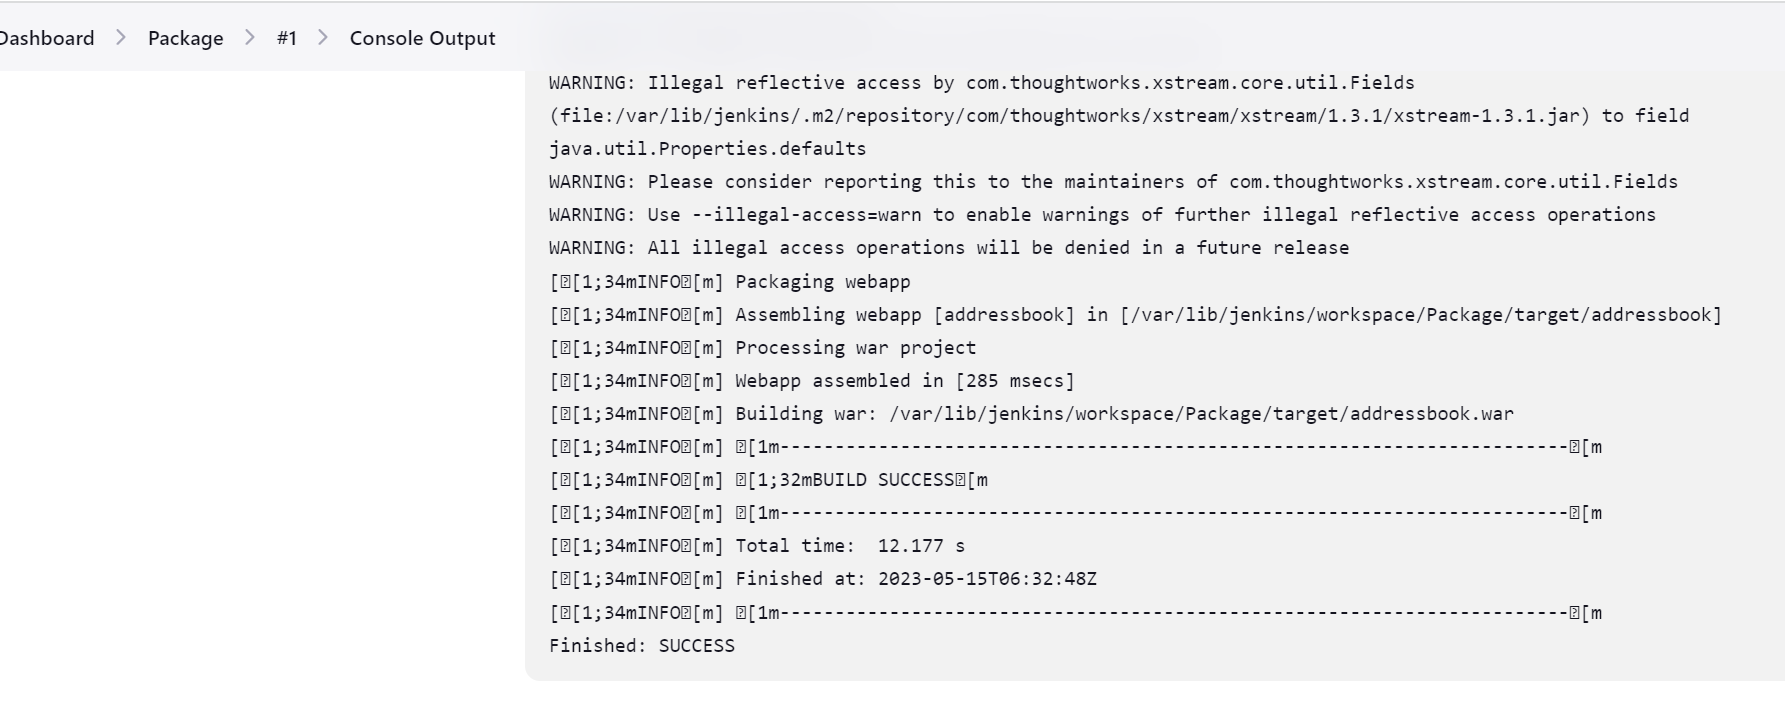 Dashboard > Package > #1 > Console Output
WARNING: Illegal reflective access by com.thoughtworks.xstream.core.util.Fields
(file:/var/lib/jenkins/.m2/repository/com/thoughtworks/xstream/xstream/1.3.1/xstream-1.3.1.jar) to field
java.util.Properties.defaults
WARNING: Please consider reporting this to the maintainers of com.thoughtworks.xstream.core.util.Fields
WARNING: Use --illegal-access=warn to enable warnings of further illegal reflective access operations
WARNING: All illegal access operations will be denied in a future release
[⍰[1;34mINFO⍰[m] Packaging webapp
[⍰[1;34mINFO⍰[m] Assembling webapp [addressbook] in [/var/lib/jenkins/workspace/Package/target/addressbook]
[⍰[1;34mINFO⍰[m] Processing war project
[⍰[1;34mINFO⍰[m] Webapp assembled in [285 msecs]
[⍰[1;34mINFO⍰[m] Building war: /var/lib/jenkins/workspace/Package/target/addressbook.war
[⍰[1;34mINFO⍰[m] ⍰[1m------------------------------------------------------------------------⍰[m
[⍰[1;34mINFO⍰[m] ⍰[1;32mBUILD SUCCESS⍰[m
[⍰[1;34mINFO⍰[m] ⍰[1m------------------------------------------------------------------------⍰[m
[⍰[1;34mINFO⍰[m] Total time:  12.177 s
[⍰[1;34mINFO⍰[m] Finished at: 2023-05-15T06:32:48Z
[⍰[1;34mINFO⍰[m] ⍰[1m------------------------------------------------------------------------⍰[m
Finished: SUCCESS